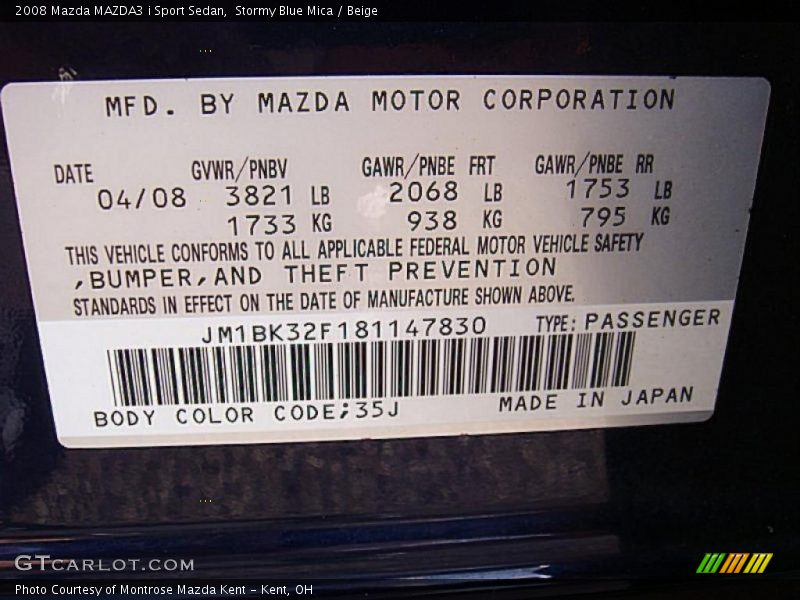 2008 Mazda MAZDA3 i Sport Sedan,  Stormy Blue Mica / Beige
MFD. BY MAZDA MOTOR CORPORATION
DATE GVWR/PNBV GAWR/PNBE FRT GAWR/PNBE RR
04/08 3821 LB 2068 LB 1753 LB
1733 KG 938 KG 795 KG
THIS VEHICLE CONFORMS TO ALL APPLICABLE FEDERAL MOTOR VEHICLE SAFETY
,BUMPER,AND THEFT PREVENTION
STANDARDS IN EFFECT ON THE DATE OF MANUFACTURE SHOWN ABOVE.
JM1BK32F181147830 TYPE: PASSENGER
BODY COLOR CODE;35J MADE IN JAPAN
GTCARLOT.COM
Photo Courtesy of Montrose Mazda Kent – Kent, OH